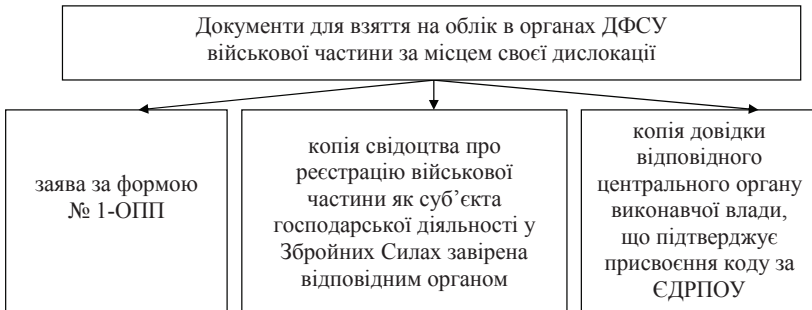 Документи для взяття на облік в органах ДФСУ
військової частини за місцем своєї дислокації
заява за формою
№ 1-ОПП
копія свідоцтва про
реєстрацію військової
частини як суб’єкта
господарської діяльності у
Збройних Силах завірена
відповідним органом
копія довідки
відповідного
центрального органу
виконавчої влади,
що підтверджує
присвоєння коду за
ЄДРПОУ